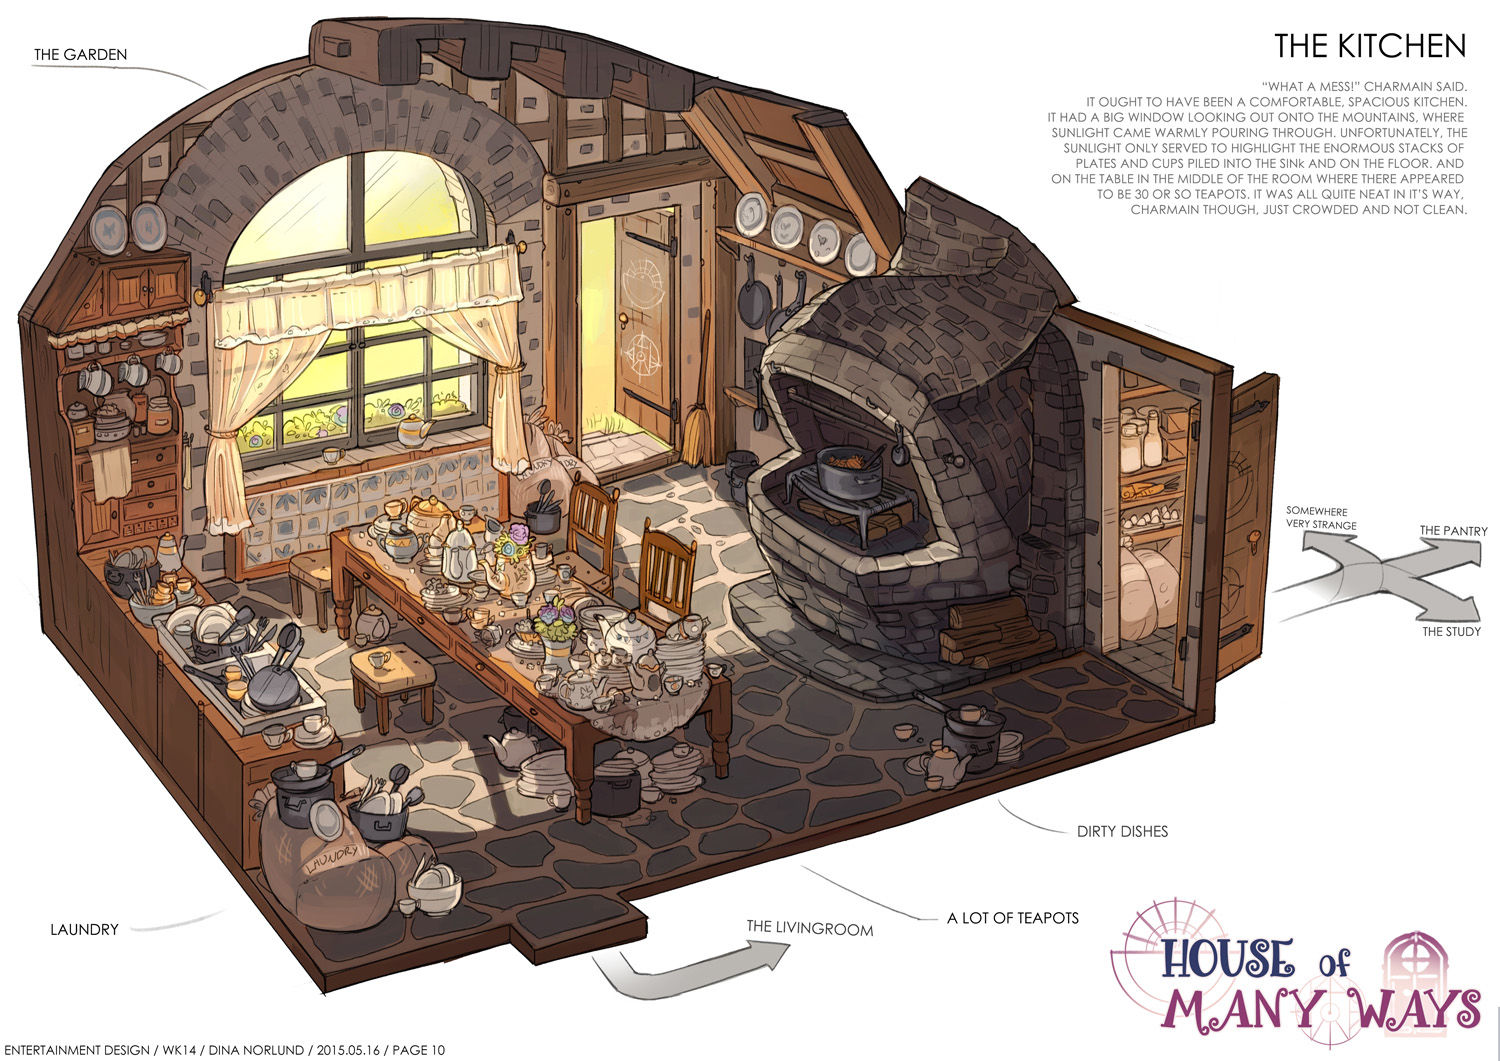 THE GARDEN
THE KITCHEN
“WHAT A MESS!” CHARMAIN SAID.
IT OUGHT TO HAVE BEEN A COMFORTABLE, SPACIOUS KITCHEN.
IT HAD A BIG WINDOW LOOKING OUT ONTO THE MOUNTAINS, WHERE
SUNLIGHT CAME WARMLY POURING THROUGH. UNFORTUNATELY, THE
SUNLIGHT ONLY SERVED TO HIGHLIGHT THE ENORMOUS STACKS OF
PLATES AND CUPS PILED INTO THE SINk AND ON THE FLOOR. AND
ON THE TABLE IN THE MIDDLE OF THE ROOM WHERE THERE APPEARED
TO BE 30 OR SO TEAPOTS. IT WAS ALL QUITE NEAT IN IT’S WAY,
CHARMAIN THOUGH, JUST CROWDED AND NOT CLEAN.
SOMEWHERE
VERY STRANGE
THE PANTRY
THE STUDY
LAUNDRY
DIRTY DISHES
A LOT OF TEAPOTS
LAUNDRY
THE LIVINGROOM
HOUSE OF
MANY WAYS
ENTERTAINMENT DESIGN / WK14 / DINA NORLUND / 2015.05.16 / PAGE 10